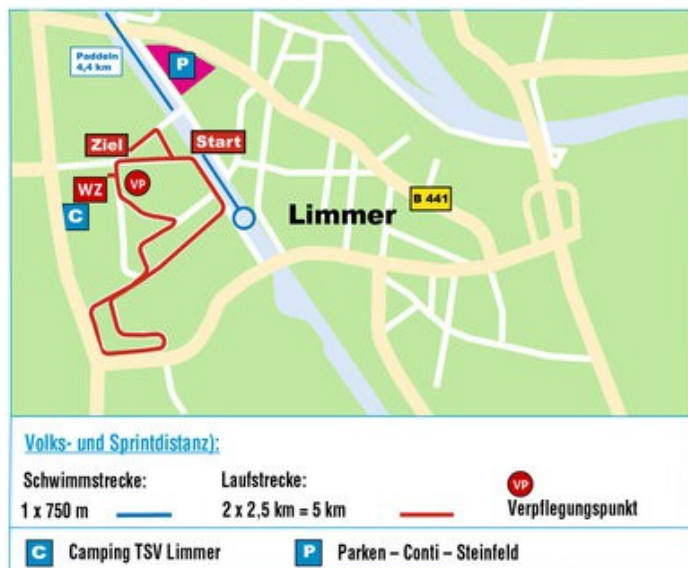 Paddeln
4,4 km
P
Ziel
Start
WZ
VP
C
Limmer
B 441
Volks- und Sprintdistanz):
Schwimmstrecke:
1 x 750 m
Laufstrecke:
2 x 2,5 km = 5 km
VP
Verpflegungspunkt
C Camping TSV Limmer
P Parken – Conti – Steinfeld